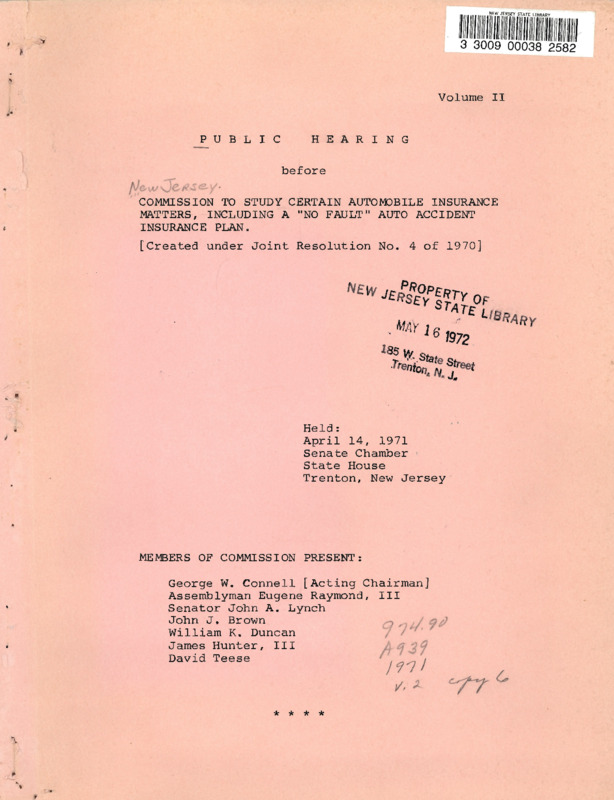 NEW JERSEY STATE LIBRARY
3 3009 00038 2582
Volume II
PUBLIC HEARING
before
New Jersey.
COMMISSION TO STUDY CERTAIN AUTOMOBILE INSURANCE
MATTERS, INCLUDING A "NO FAULT" AUTO ACCIDENT
INSURANCE PLAN.
[Created under Joint Resolution No. 4 of 1970]
PROPERTY OF
NEW JERSEY STATE LIBRARY
MAY 16 1972
185 W. State Street
Trenton, N. J.
Held:
April 14, 1971
Senate Chamber
State House
Trenton, New Jersey
MEMBERS OF COMMISSION PRESENT:
George W. Connell [Acting Chairman]
Assemblyman Eugene Raymond, III
Senator John A. Lynch
John J. Brown
William K. Duncan
James Hunter, III
David Teese
974.90
A939
1971
v. 2 copy 6
* * * *